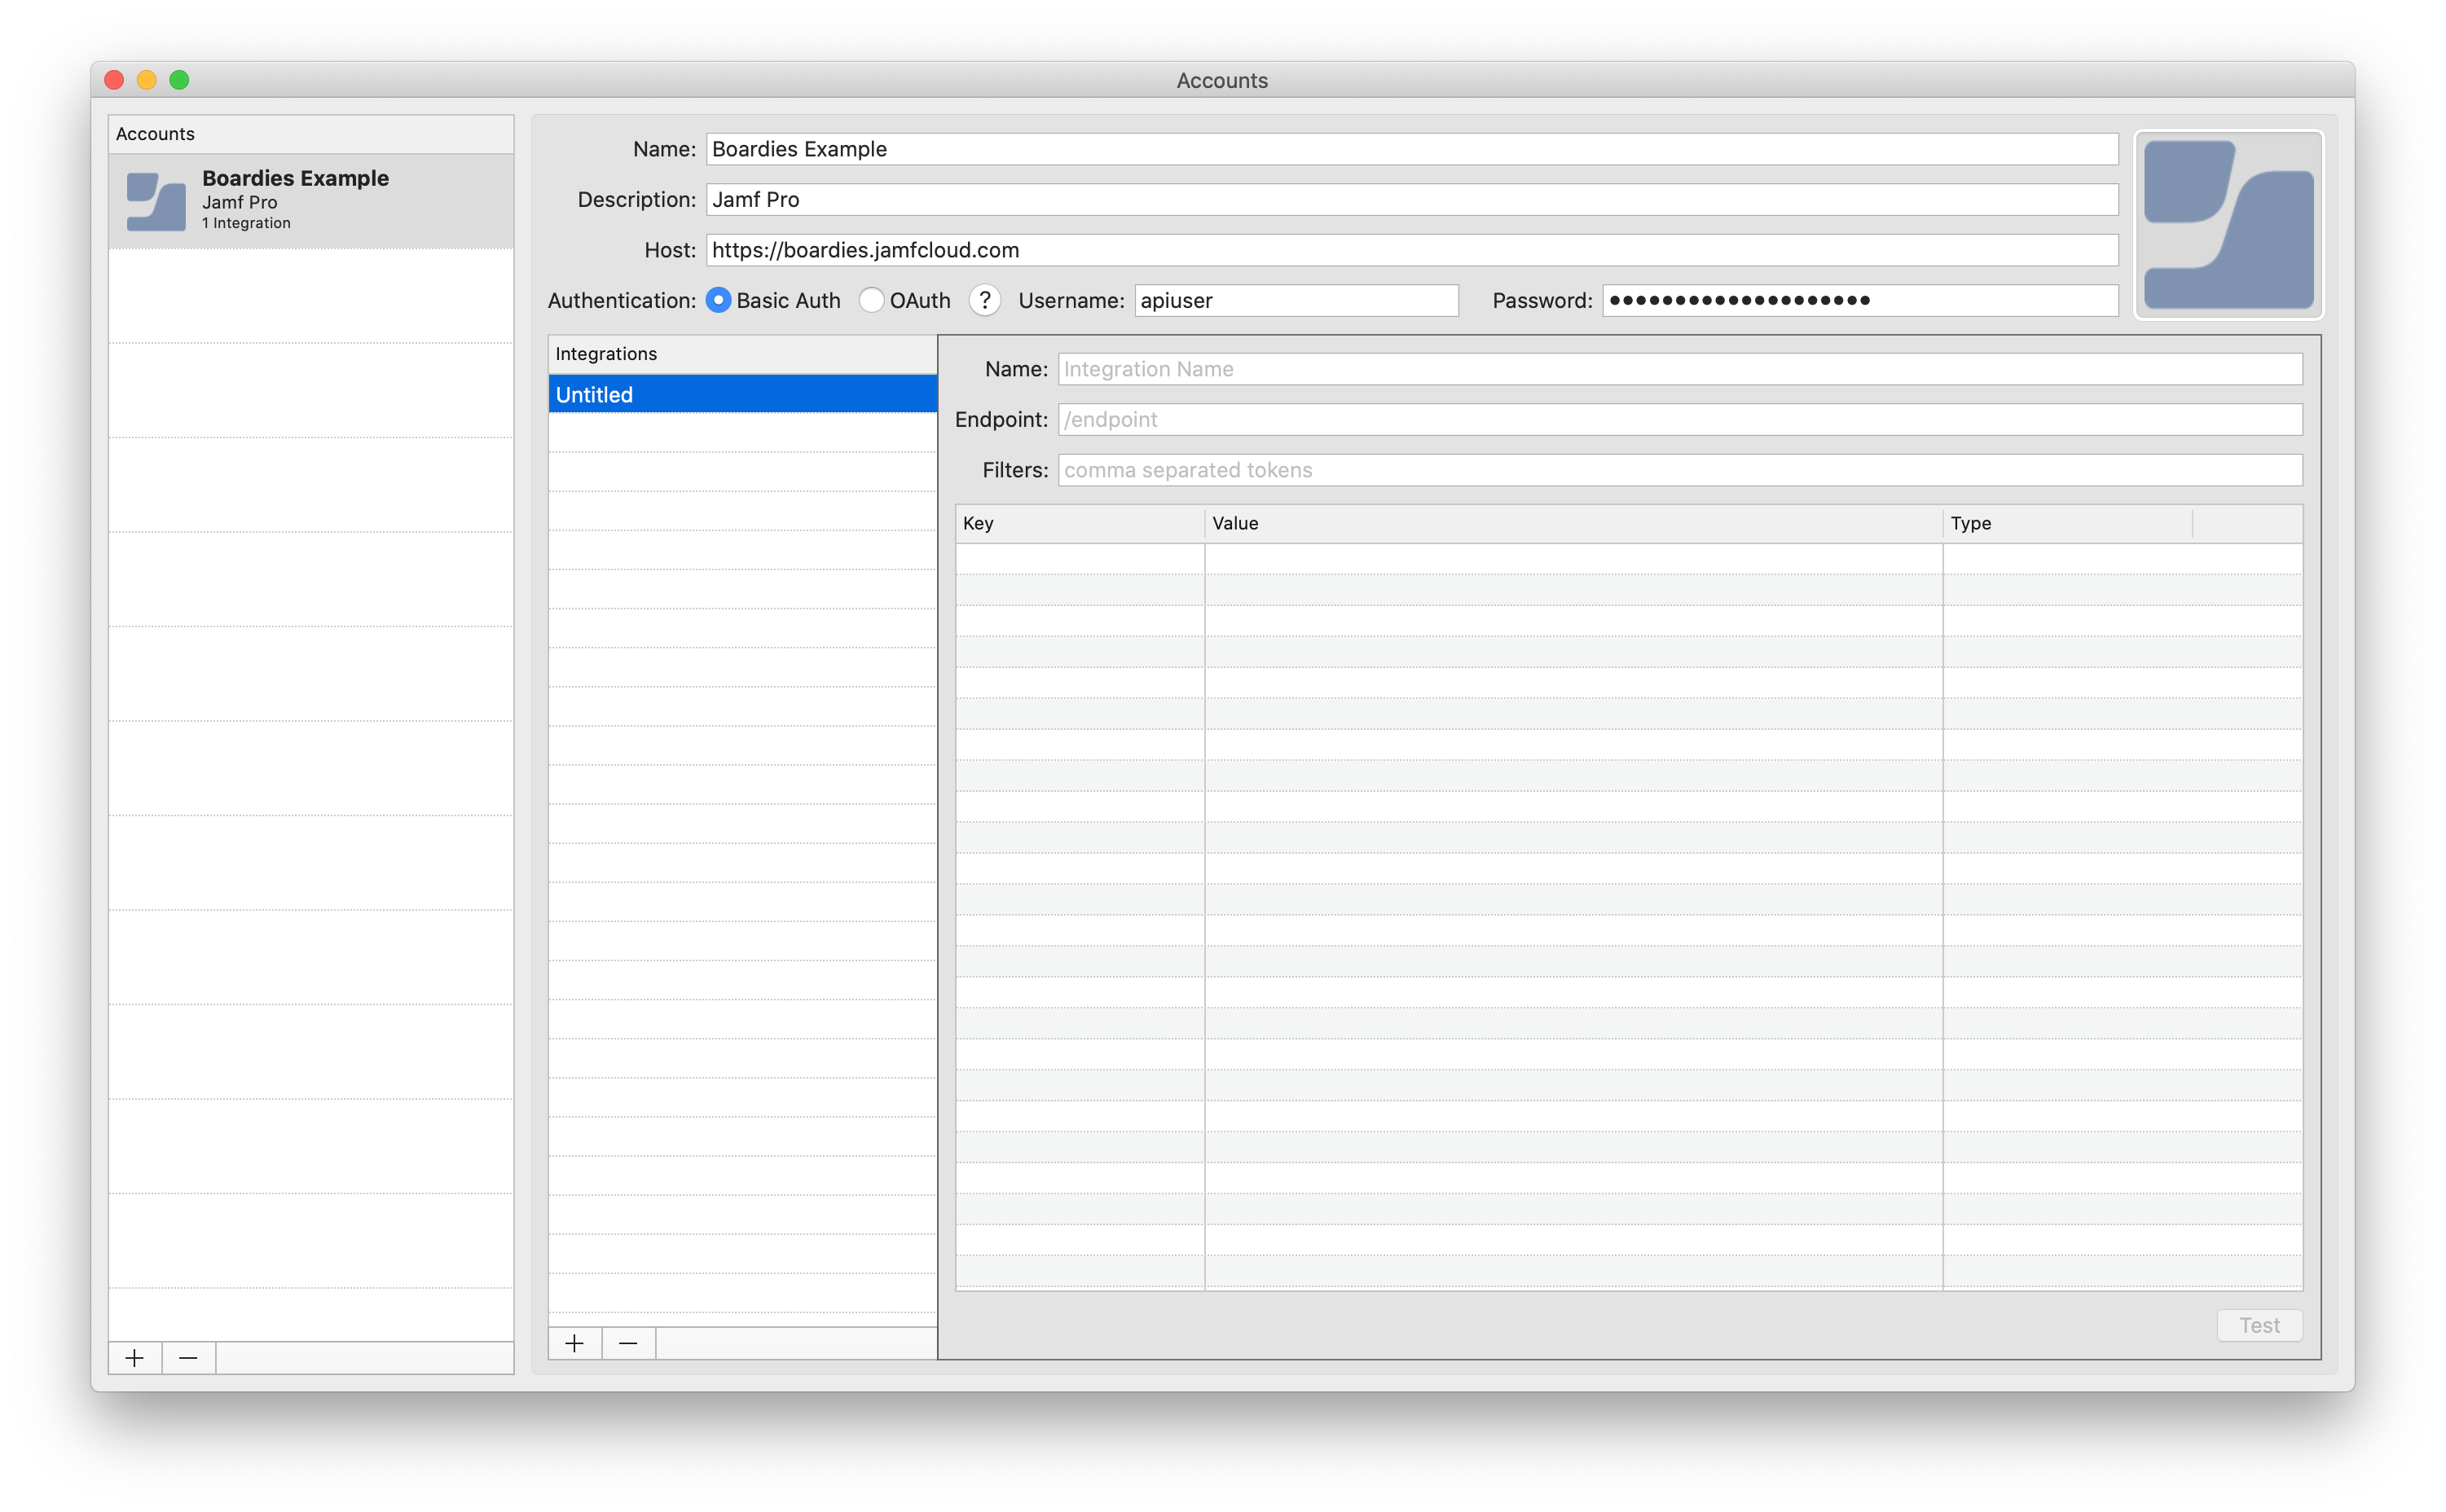 Accounts
Accounts
Boardies Example
Jamf Pro
1 Integration
Name: Boardies Example
Description: Jamf Pro
Host: https://boardies.jamfcloud.com
Authentication: Basic Auth OAuth ? Username: apiuser Password: ••••••••••••••••••••
Integrations
Untitled
Name: Integration Name
Endpoint: /endpoint
Filters: comma separated tokens
Key Value Type
Test